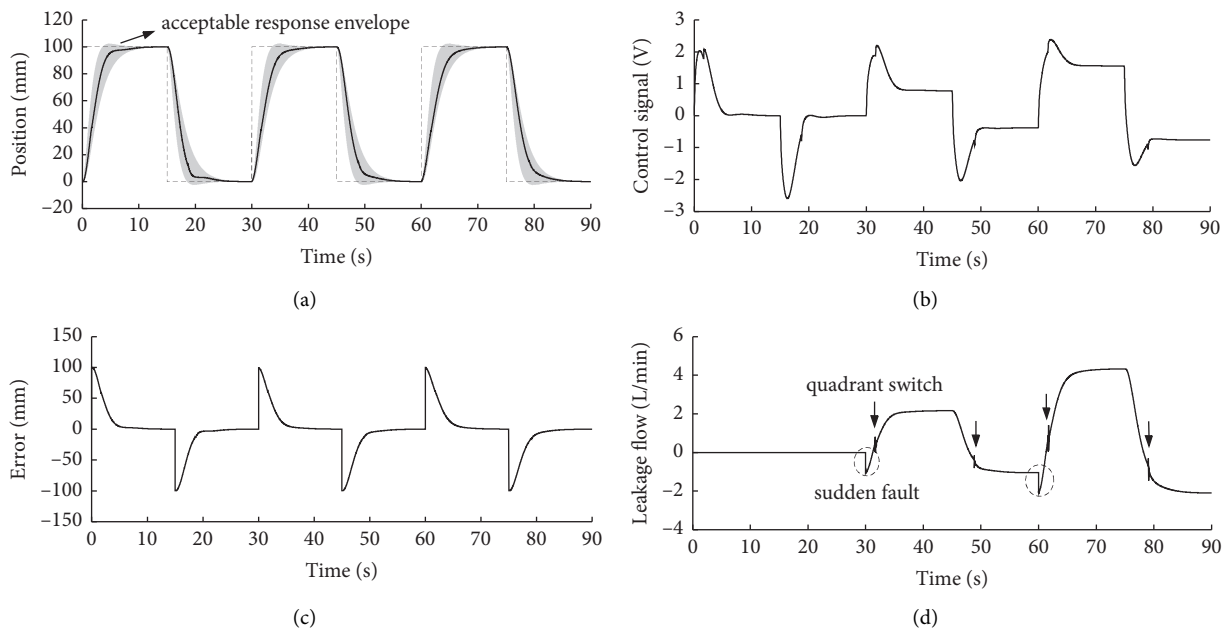 acceptable response envelope
Position (mm)
120
100
80
60
40
20
0
−20
0 10 20 30 40 50 60 70 80 90
Time (s)
(a)
Control signal (V)
3
2
1
0
−1
−2
−3
0 10 20 30 40 50 60 70 80 90
Time (s)
(b)
Error (mm)
150
100
50
0
−50
−100
−150
0 10 20 30 40 50 60 70 80 90
Time (s)
(c)
Leakage flow (L/min)
6
4
2
0
−2
−4
quadrant switch
sudden fault
0 10 20 30 40 50 60 70 80 90
Time (s)
(d)